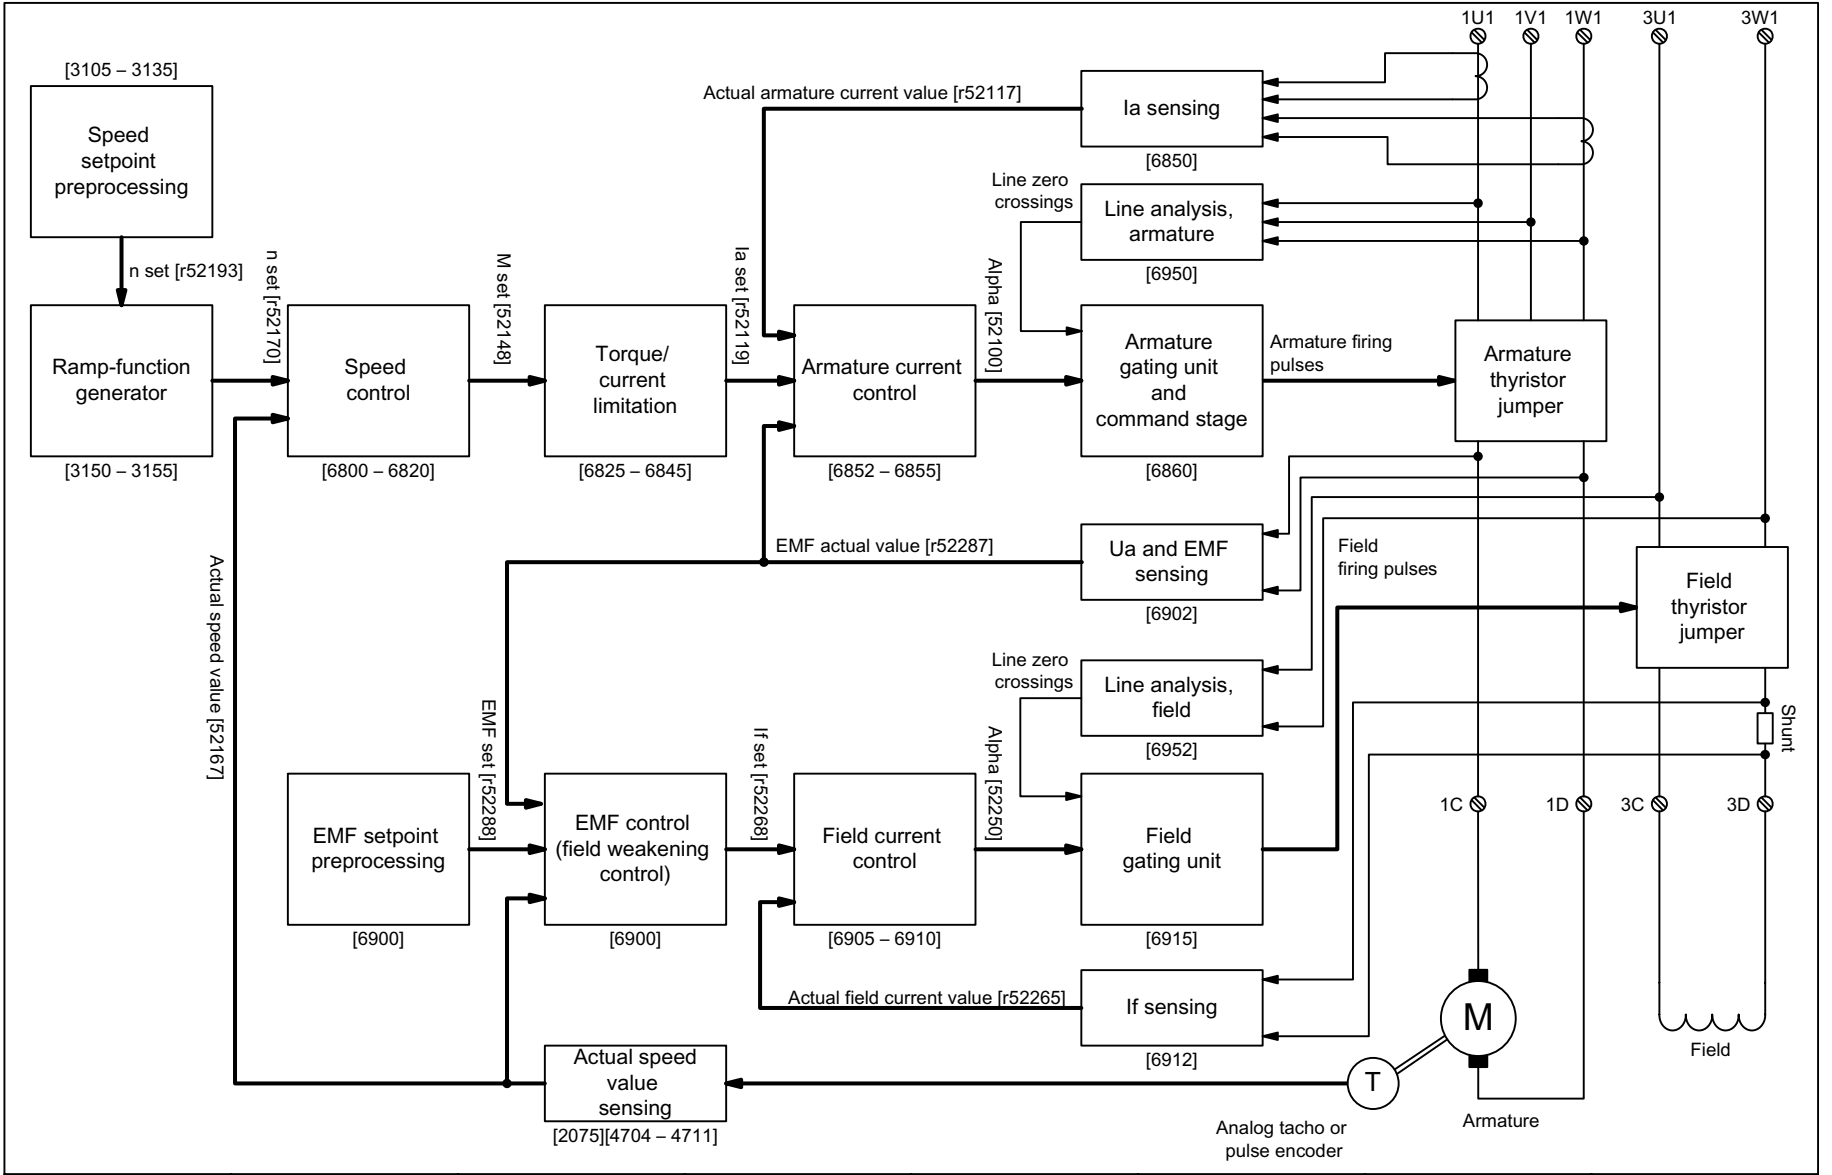 1U1
1V1
1W1
3U1
3W1
[3105 – 3135]
Speed
setpoint
preprocessing
Actual armature current value [r52117]
Ia sensing
[6850]
Line zero
crossings
Line analysis,
armature
[6950]
n set [r52193]
n set [r52170]
M set [52148]
Ia set [r52119]
Alpha [52100]
Ramp-function
generator
[3150 – 3155]
Speed
control
[6800 – 6820]
Torque/
current
limitation
[6825 – 6845]
Armature current
control
[6852 – 6855]
Armature
gating unit
and
command stage
[6860]
Armature firing
pulses
Armature
thyristor
jumper
Actual speed value [52167]
EMF actual value [r52287]
Ua and EMF
sensing
[6902]
Field
firing pulses
Field
thyristor
jumper
Line zero
crossings
Line analysis,
field
[6952]
Shunt
EMF set [r52288]
If set [r52268]
Alpha [52250]
EMF setpoint
preprocessing
[6900]
EMF control
(field weakening
control)
[6900]
Field current
control
[6905 – 6910]
Field
gating unit
[6915]
1C
1D
3C
3D
Actual field current value [r52265]
If sensing
[6912]
M
Field
Actual speed
value
sensing
[2075][4704 – 4711]
T
Armature
Analog tacho or
pulse encoder